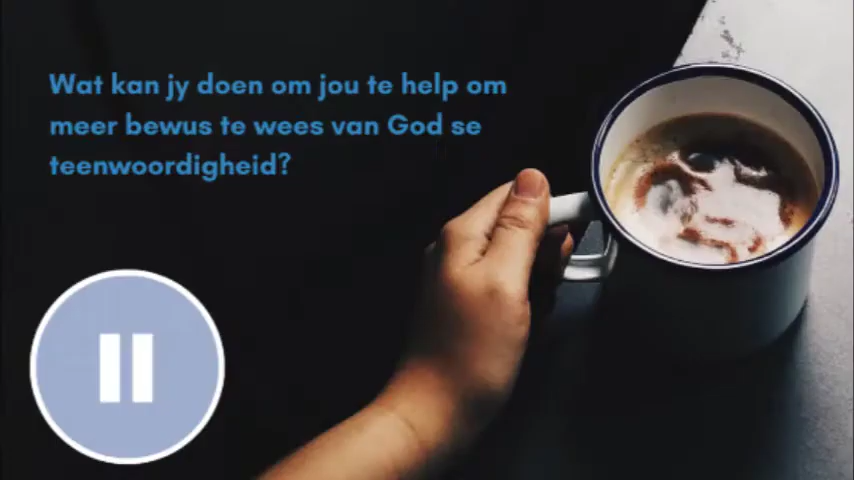 Wat kan jy doen om jou te help om
meer bewus te wees van God se
teenwoordigheid?